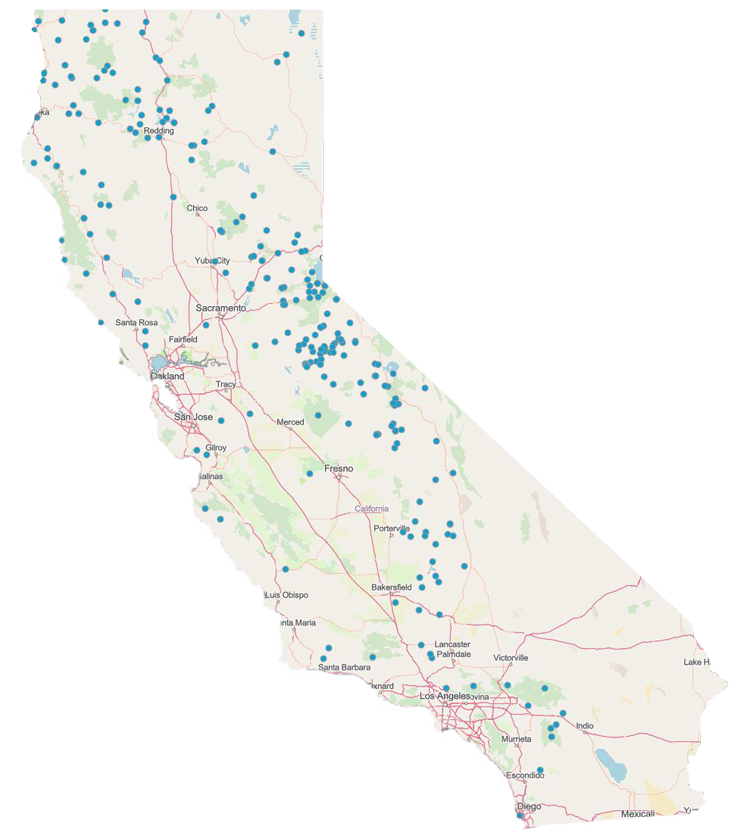 ka
Redding
Chico
Yuba City
C
Sacramento
Santa Rosa
Fairfield
Oakland
Tracy
San Jose
Merced
Gilroy
Fresno
alinas
California
Porterville
Bakersfield
Luis Obispo
nta Maria
Lancaster
Palmdale
Victorville
Lake H
Santa Barbara
xnard
Los Angeles
ovina
Indio
Murrieta
Escondido
Diego
Mexicali
Y